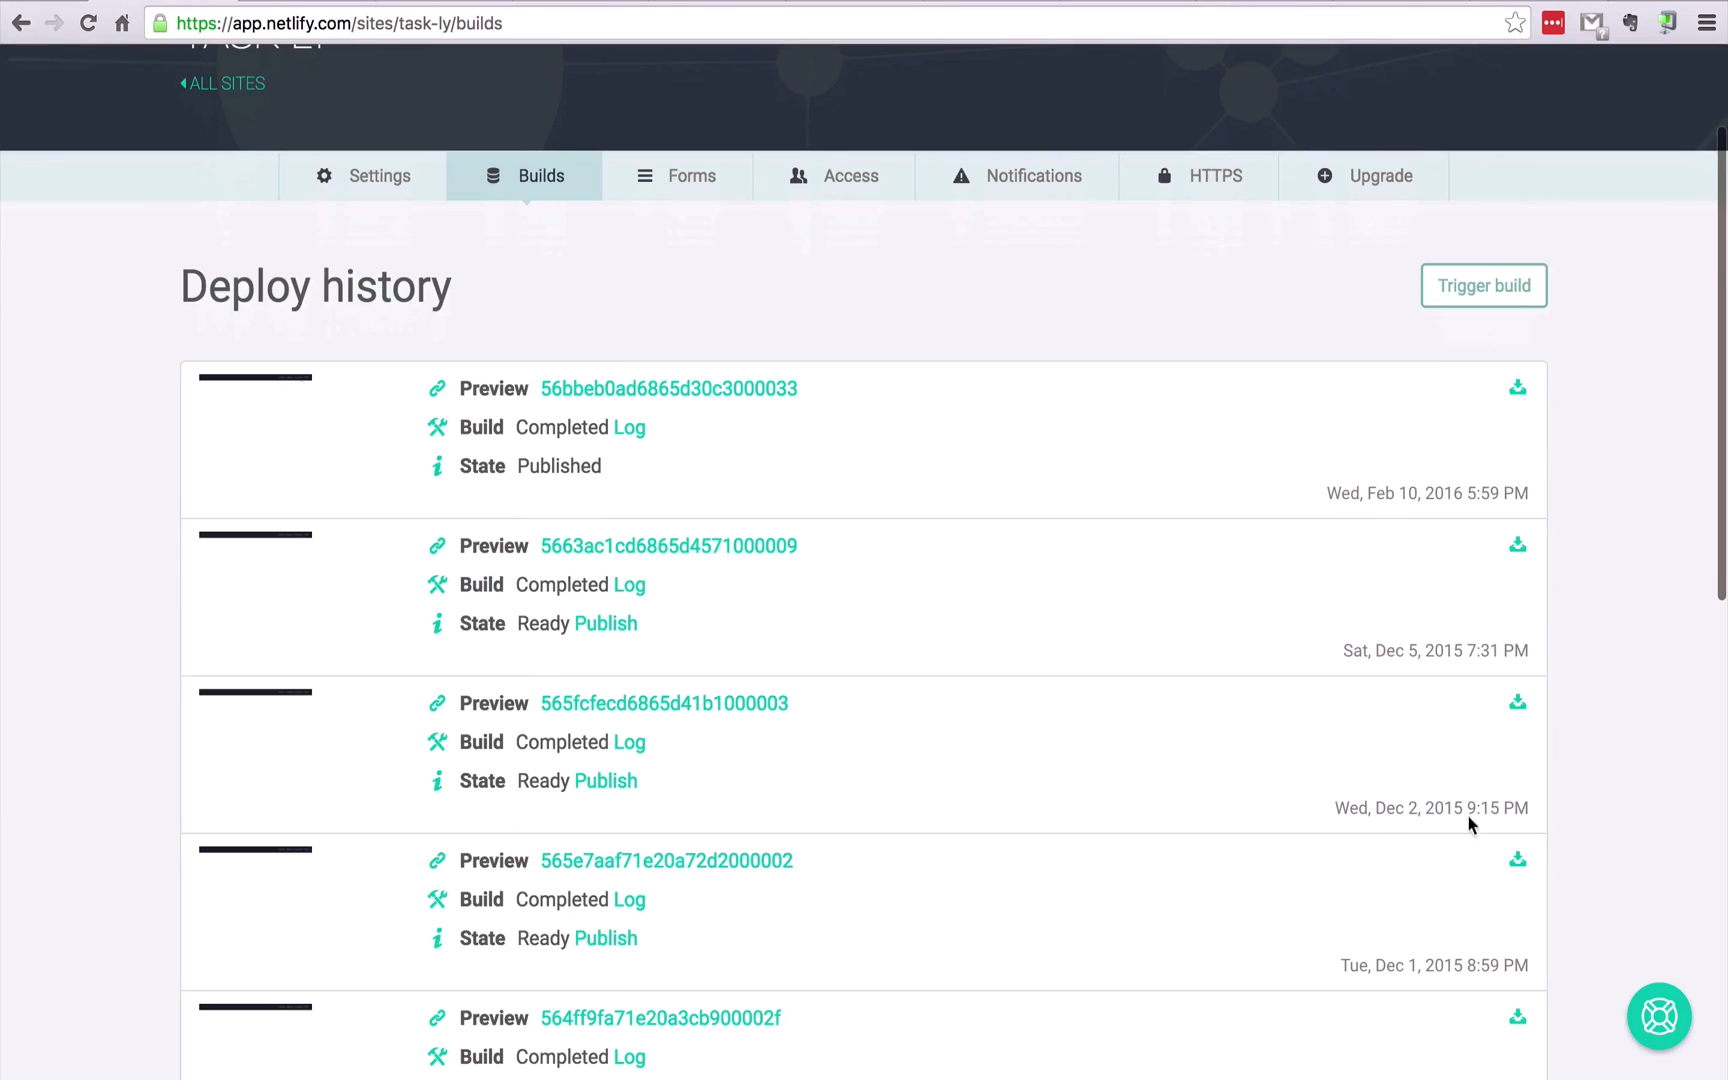 https://app.netlify.com/sites/task-ly/builds
ALL SITES
Settings
Builds
Forms
Access
Notifications
HTTPS
Upgrade
Deploy history
Trigger build
Preview 56bbeb0ad6865d30c3000033
Build Completed Log
State Published
Wed, Feb 10, 2016 5:59 PM
Preview 5663ac1cd6865d4571000009
Build Completed Log
State Ready Publish
Sat, Dec 5, 2015 7:31 PM
Preview 565fcfecd6865d41b1000003
Build Completed Log
State Ready Publish
Wed, Dec 2, 2015 9:15 PM
Preview 565e7aaf71e20a72d2000002
Build Completed Log
State Ready Publish
Tue, Dec 1, 2015 8:59 PM
Preview 564ff9fa71e20a3cb900002f
Build Completed Log